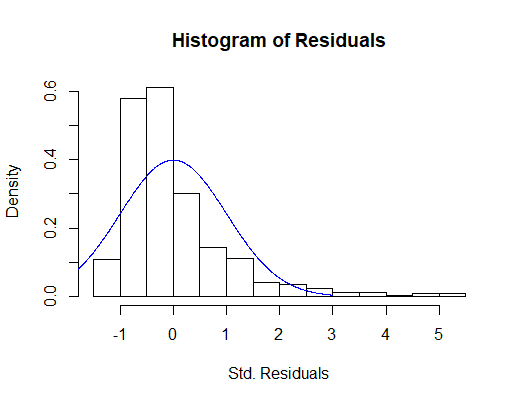 Histogram of Residuals
0.6
0.4
0.2
0.0
Density
-1 0 1 2 3 4 5
Std. Residuals